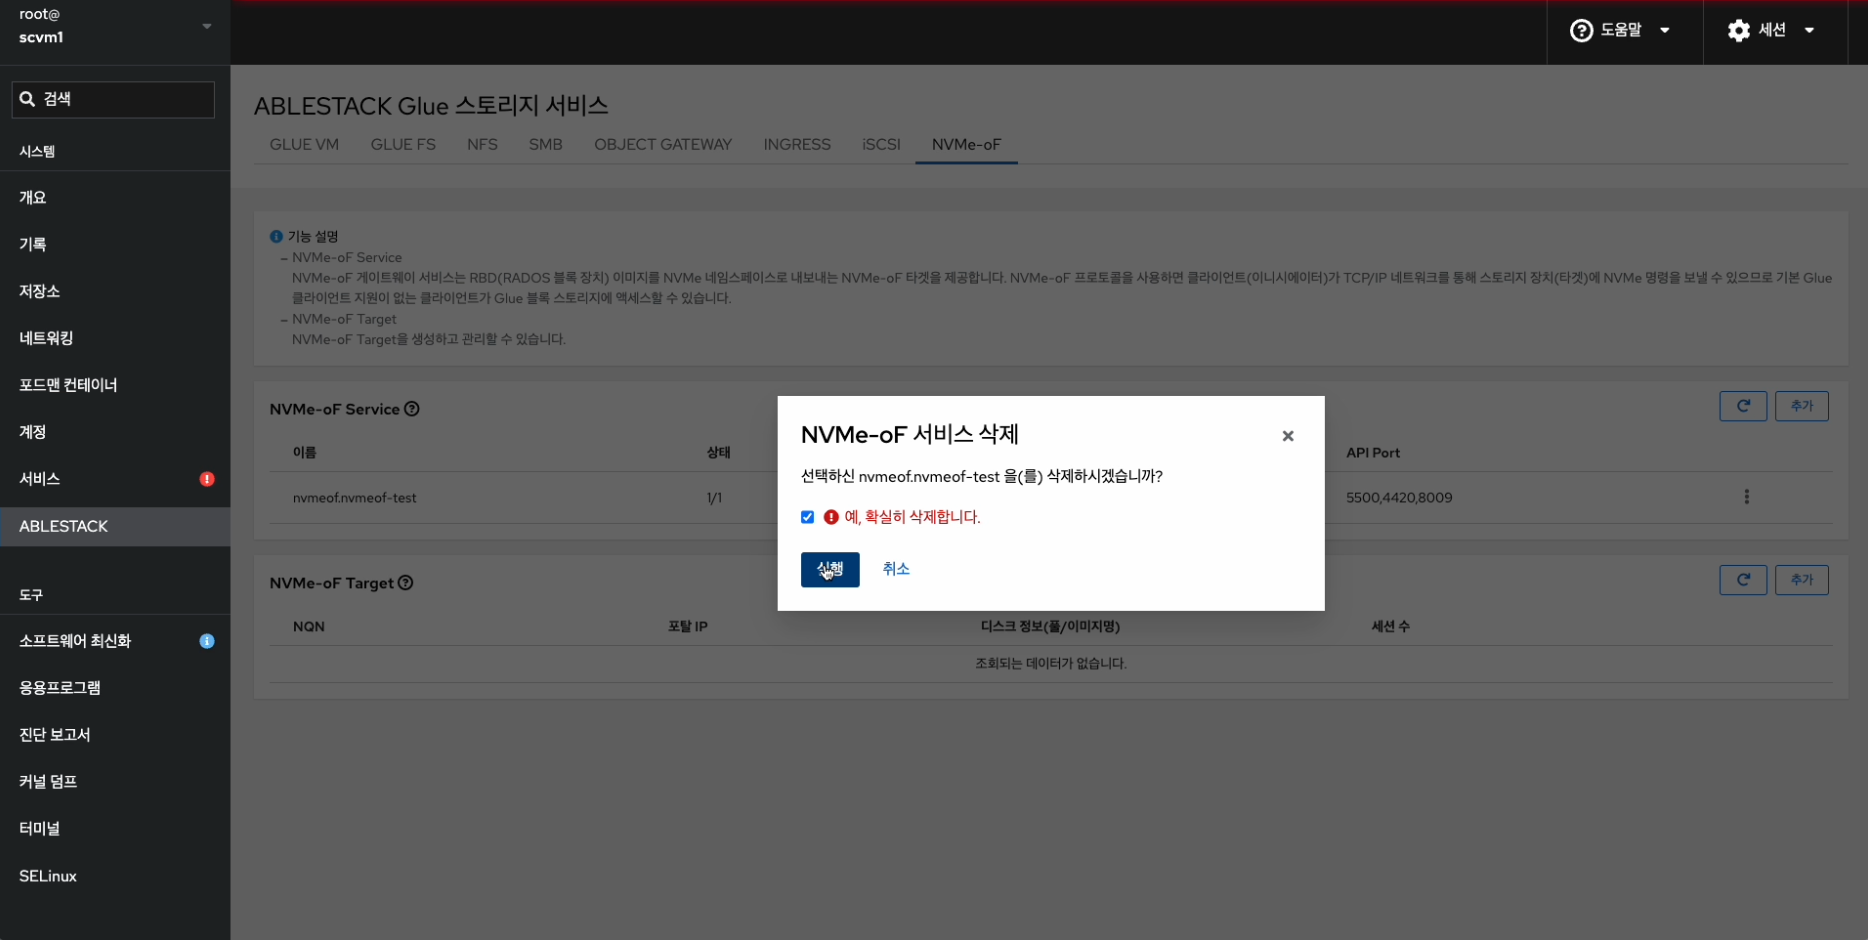 root@
scvm1
도움말
세션
검색
시스템
개요
기록
저장소
네트워킹
포드맨 컨테이너
계정
서비스
ABLESTACK
도구
소프트웨어 최신화
응용프로그램
진단 보고서
커널 덤프
터미널
SELinux
ABLESTACK Glue 스토리지 서비스
GLUE VM GLUE FS NFS SMB OBJECT GATEWAY INGRESS iSCSI NVMe-oF
기능 설명
– NVMe-oF Service
NVMe-oF 게이트웨이 서비스는 RBD(RADOS 블록 장치) 이미지를 NVMe 네임스페이스로 내보내는 NVMe-oF 타겟을 제공합니다. NVMe-oF 프로토콜을 사용하면 클라이언트(이니시에이터)가 TCP/IP 네트워크를 통해 스토리지 장치(타겟)에 NVMe 명령을 보낼 수 있으므로 기본 Glue
클라이언트 지원이 없는 클라이언트가 Glue 블록 스토리지에 액세스할 수 있습니다.
– NVMe-oF Target
NVMe-oF Target을 생성하고 관리할 수 있습니다.
NVMe-oF Service
추가
이름 상태 API Port
nvmeof.nvmeof-test 1/1 5500,4420,8009
NVMe-oF 서비스 삭제
선택하신 nvmeof.nvmeof-test 을(를) 삭제하시겠습니까?
예, 확실히 삭제합니다.
실행 취소
NVMe-oF Target
추가
NQN 포탈 IP 디스크 정보(풀/이미지명) 세션 수
조회되는 데이터가 없습니다.